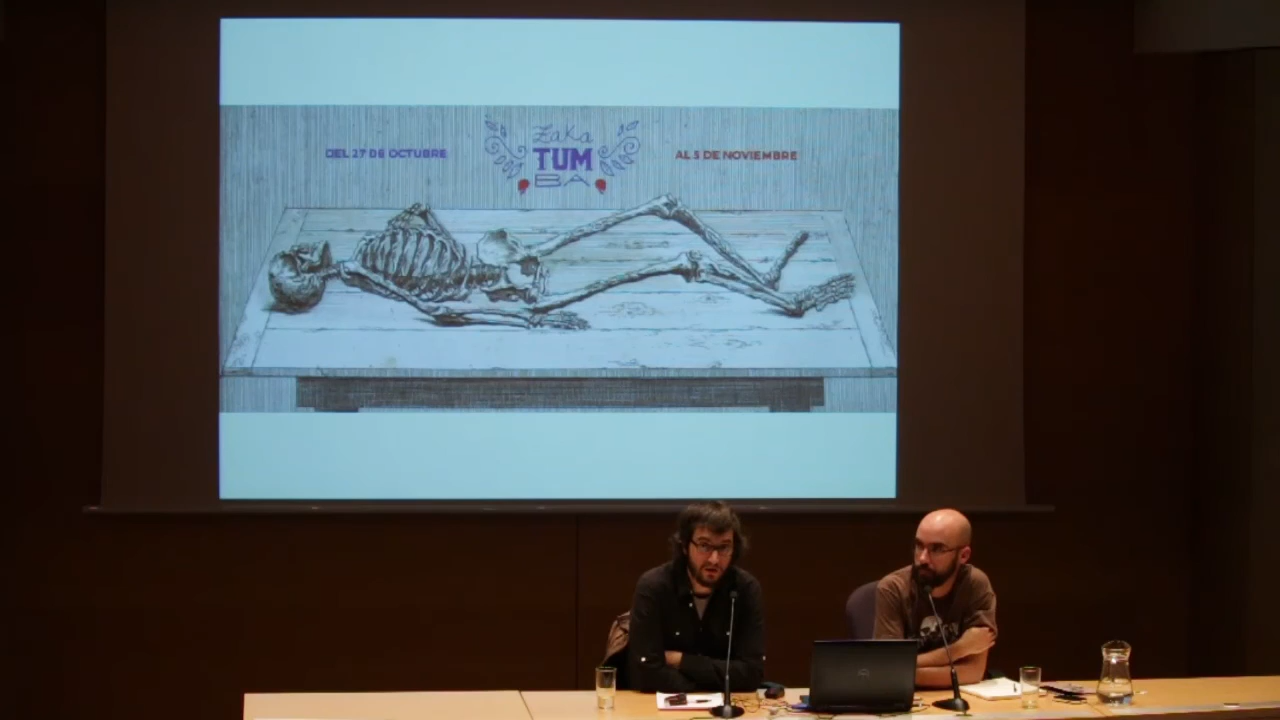 DEL 27 DE OCTUBRE
Zaka
TUM
BA
AL 5 DE NOVIEMBRE